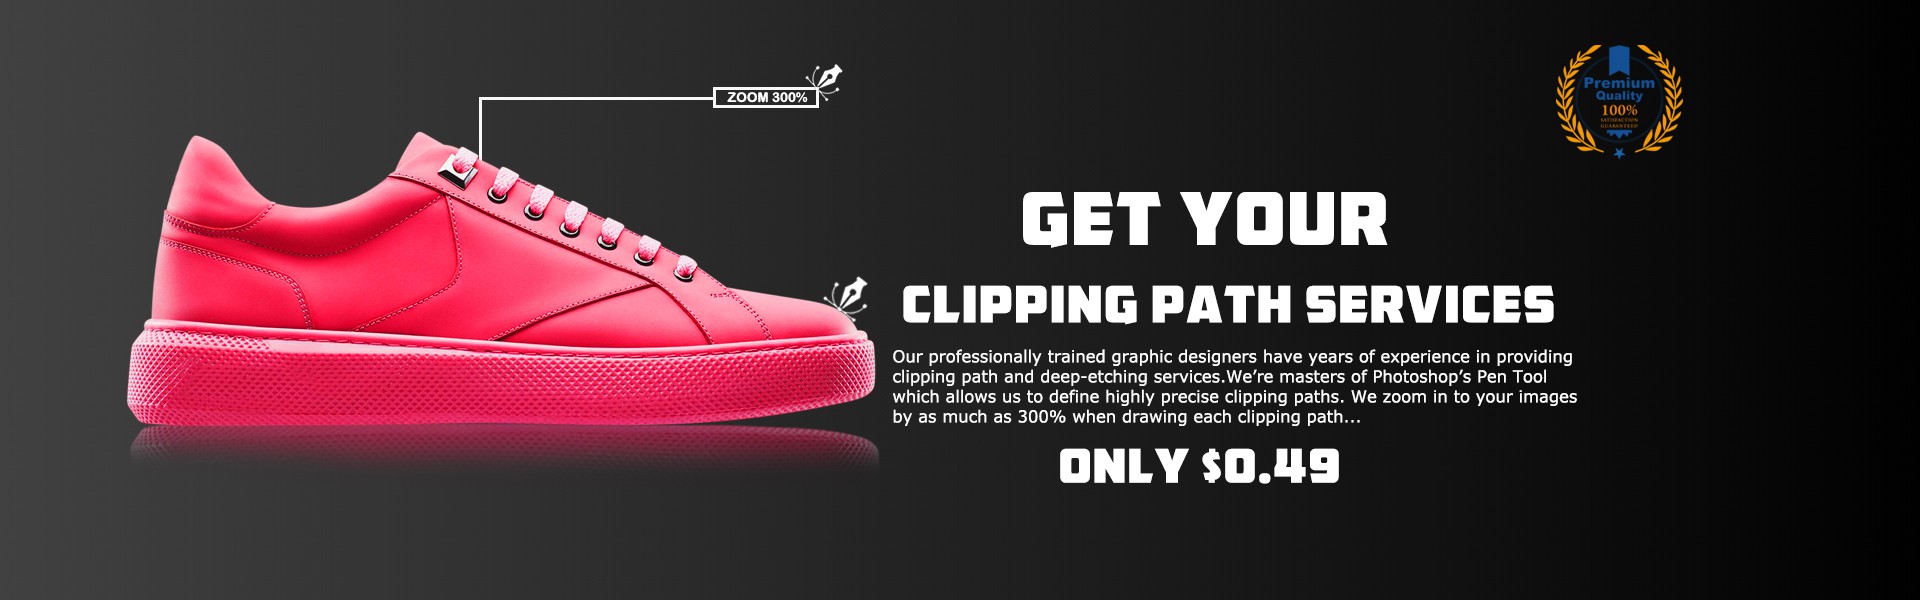 ZOOM 300%
Premium
Quality
100%
SATISFACTION
GUARANTEED
GET YOUR
CLIPPING PATH SERVICES
Our professionally trained graphic designers have years of experience in providing
clipping path and deep-etching services.We’re masters of Photoshop’s Pen Tool
which allows us to define highly precise clipping paths. We zoom in to your images
by as much as 300% when drawing each clipping path...
ONLY $0.49